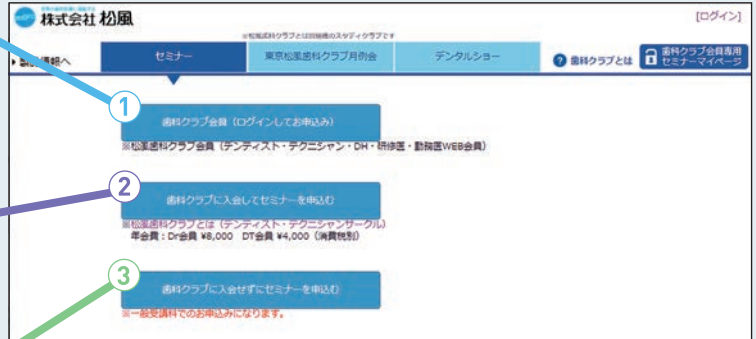 株式会社 松風
[ログイン]
※松風歯科クラブとは回捜機のスタディクラブです
セミナー
東京松風歯科クラブ月例会
デンタルショー
? 歯科クラブとは
歯科クラブ会員専用
セミナーマイページ
1
歯科クラブ会員(ログインしてお申込み)
※松風歯科クラブ会員(デンティスト・テクニシャン・DH・研修医・勤務医WEB会員)
2
歯科クラブに入会してセミナーを申込む
※松風歯科クラブとは(デンティスト・テクニシャンサークル)
年会費:Dr会員 ¥8,000 DT会員 ¥4,000(消費税別)
3
歯科クラブに入会せずにセミナーを申込む
※一般受講料でのお申込みになります。